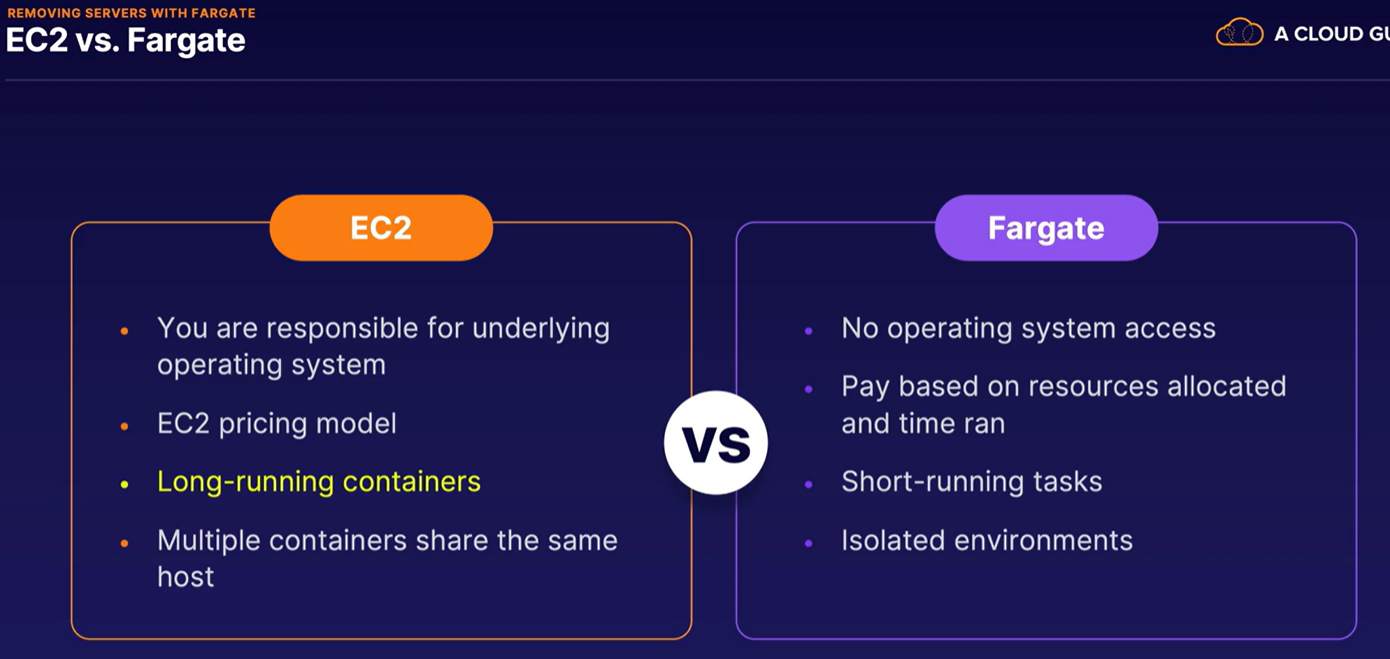 REMOVING SERVERS WITH FARGATE
EC2 vs. Fargate
A CLOUD
EC2
You are responsible for underlying
operating system
EC2 pricing model
Long-running containers
Multiple containers share the same
host
VS
Fargate
No operating system access
Pay based on resources allocated
and time ran
Short-running tasks
Isolated environments